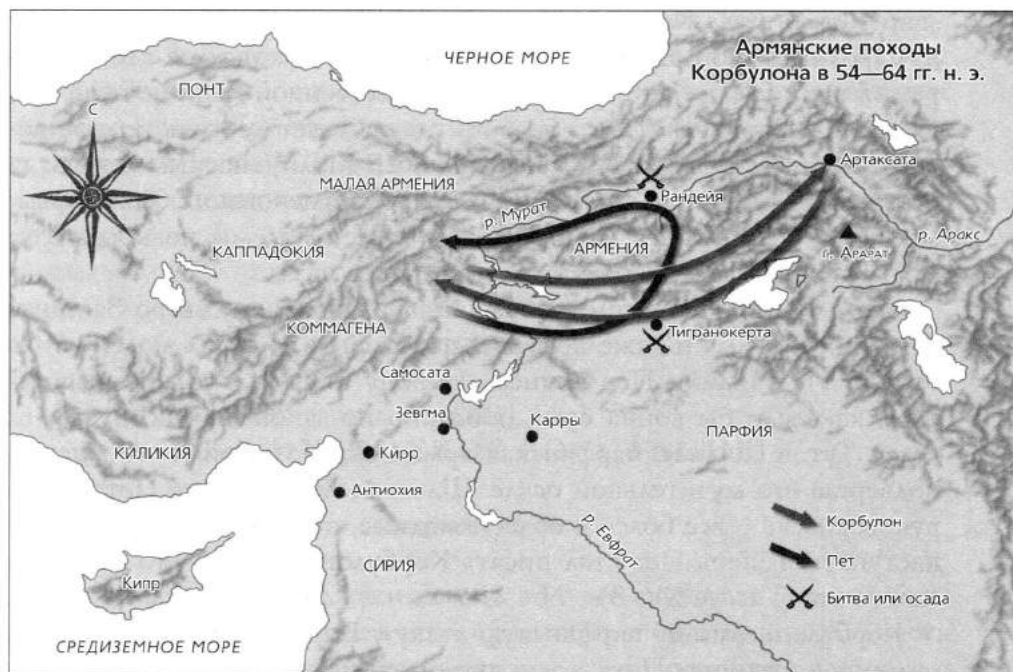 Армянские походы
Корбулона в 54—64 гг. н. э.
ЧЕРНОЕ МОРЕ
ПОНТ
С
МАЛАЯ АРМЕНИЯ
Артаксата
Рандейя
р. Мурат
КАППАДОКИЯ
АРМЕНИЯ
г. АРАРАТ
р. Аракс
КОММАГЕНА
Тигранокерта
Самосата
Зевгма
Карры
ПАРФИЯ
КИЛИКИЯ
Кирр
Антиохия
р. Евфрат
Корбулон
СИРИЯ
Пет
Кипр
Битва или осада
СРЕДИЗЕМНОЕ МОРЕ